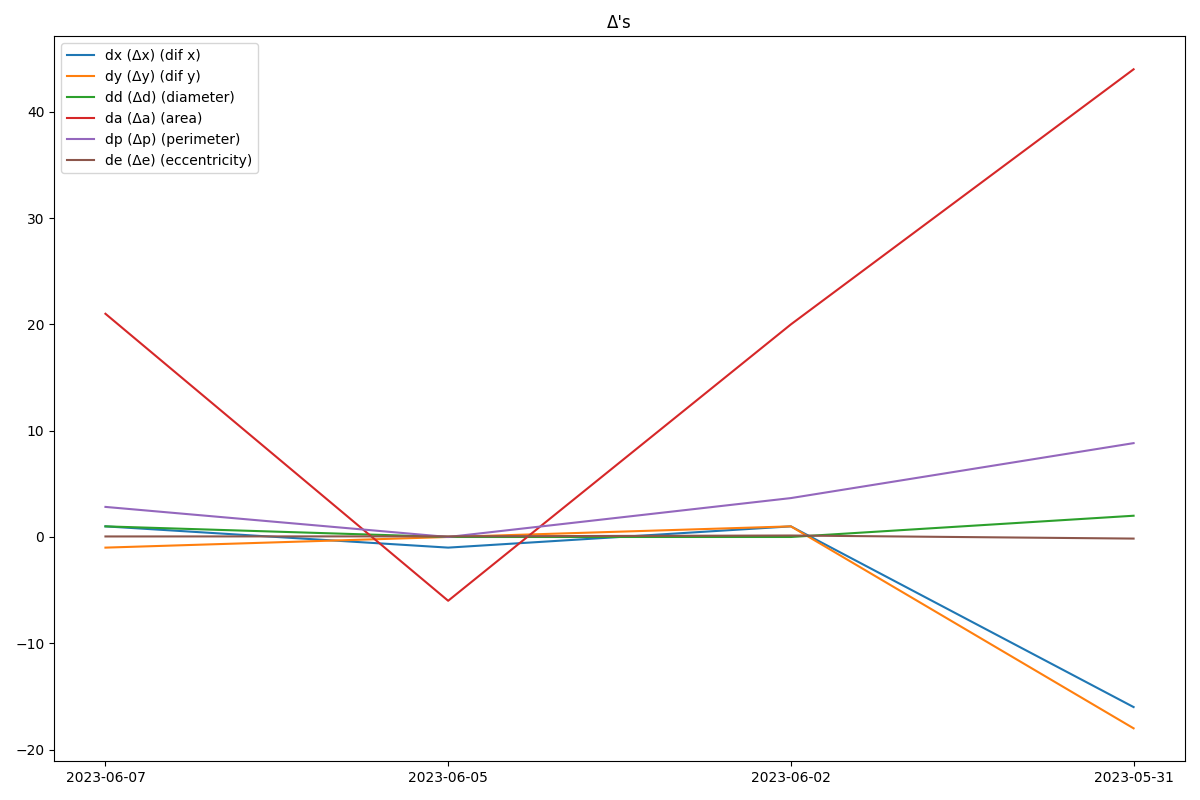 Δ's
dx (Δx) (dif x)
dy (Δy) (dif y)
dd (Δd) (diameter)
da (Δa) (area)
dp (Δp) (perimeter)
de (Δe) (eccentricity)
40
30
20
10
0
−10
−20
2023-06-07 2023-06-05 2023-06-02 2023-05-31